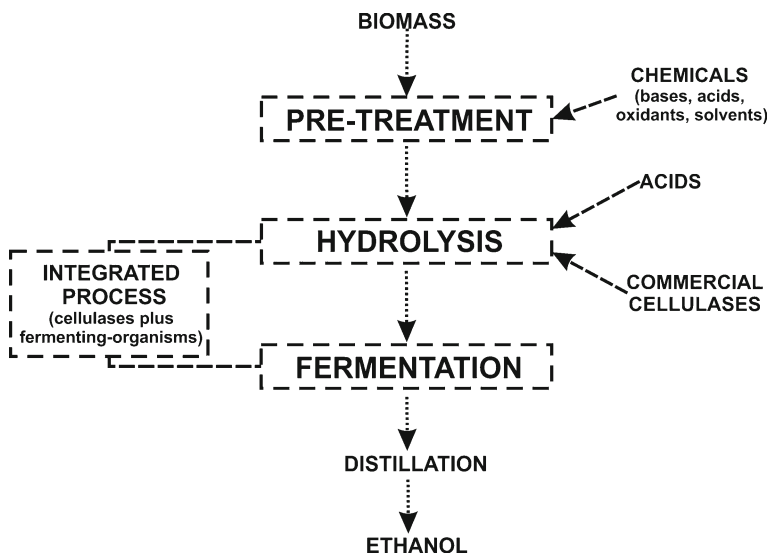 BIOMASS
PRE-TREATMENT
CHEMICALS
(bases, acids,
oxidants, solvents)
ACIDS
HYDROLYSIS
COMMERCIAL
CELLULASES
INTEGRATED
PROCESS
(cellulases plus
fermenting-organisms)
FERMENTATION
DISTILLATION
ETHANOL